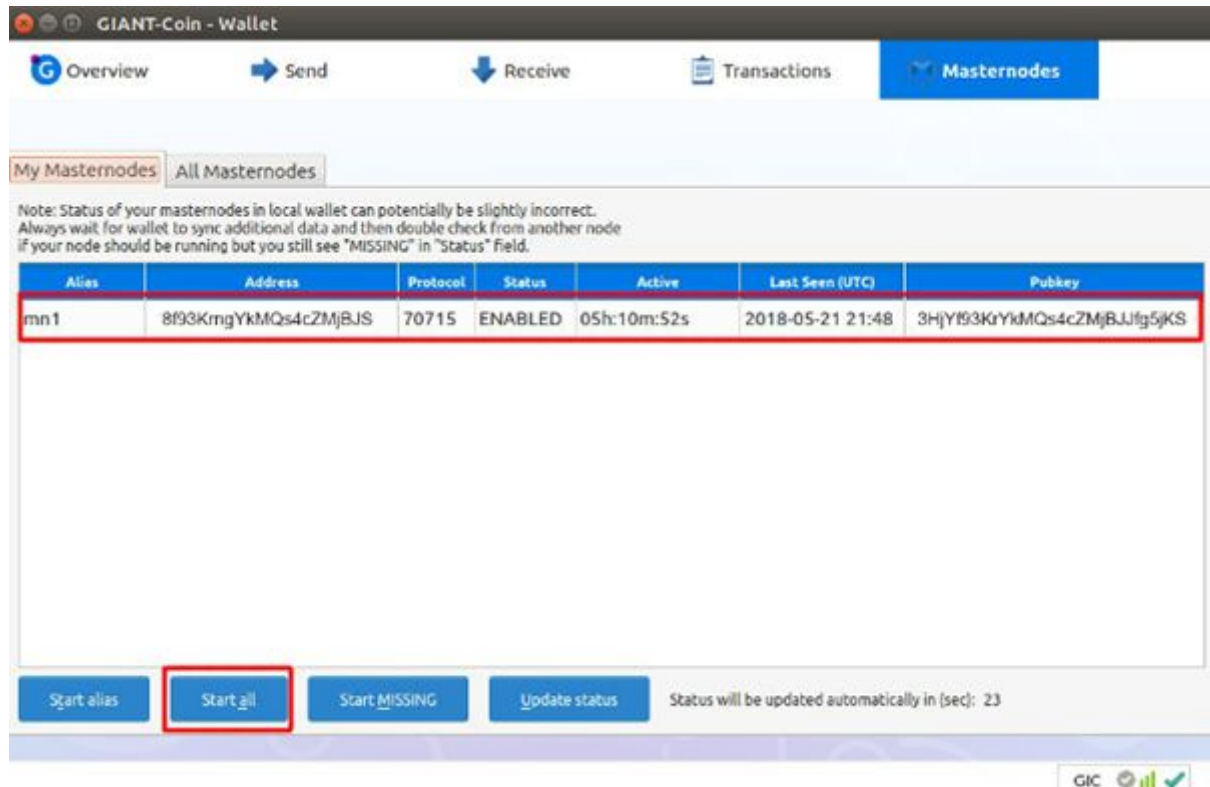 GIANT-Coin - Wallet
Overview Send Receive Transactions Masternodes
My Masternodes All Masternodes
Note: Status of your masternodes in local wallet can potentially be slightly incorrect.
Always wait for wallet to sync additional data and then double check from another node
if your node should be running but you still see "MISSING" in "Status" field.
Alias Address Protocol Status Active Last Seen (UTC) Pubkey
mn1 8f93KrngYkMQs4cZMjBJS 70715 ENABLED 05h:10m:52s 2018-05-21 21:48 3HjYf93KrYkMQs4cZMjBJJfg5jKS
Start alias Start all Start MISSING Update status Status will be updated automatically in (sec): 23
GIC